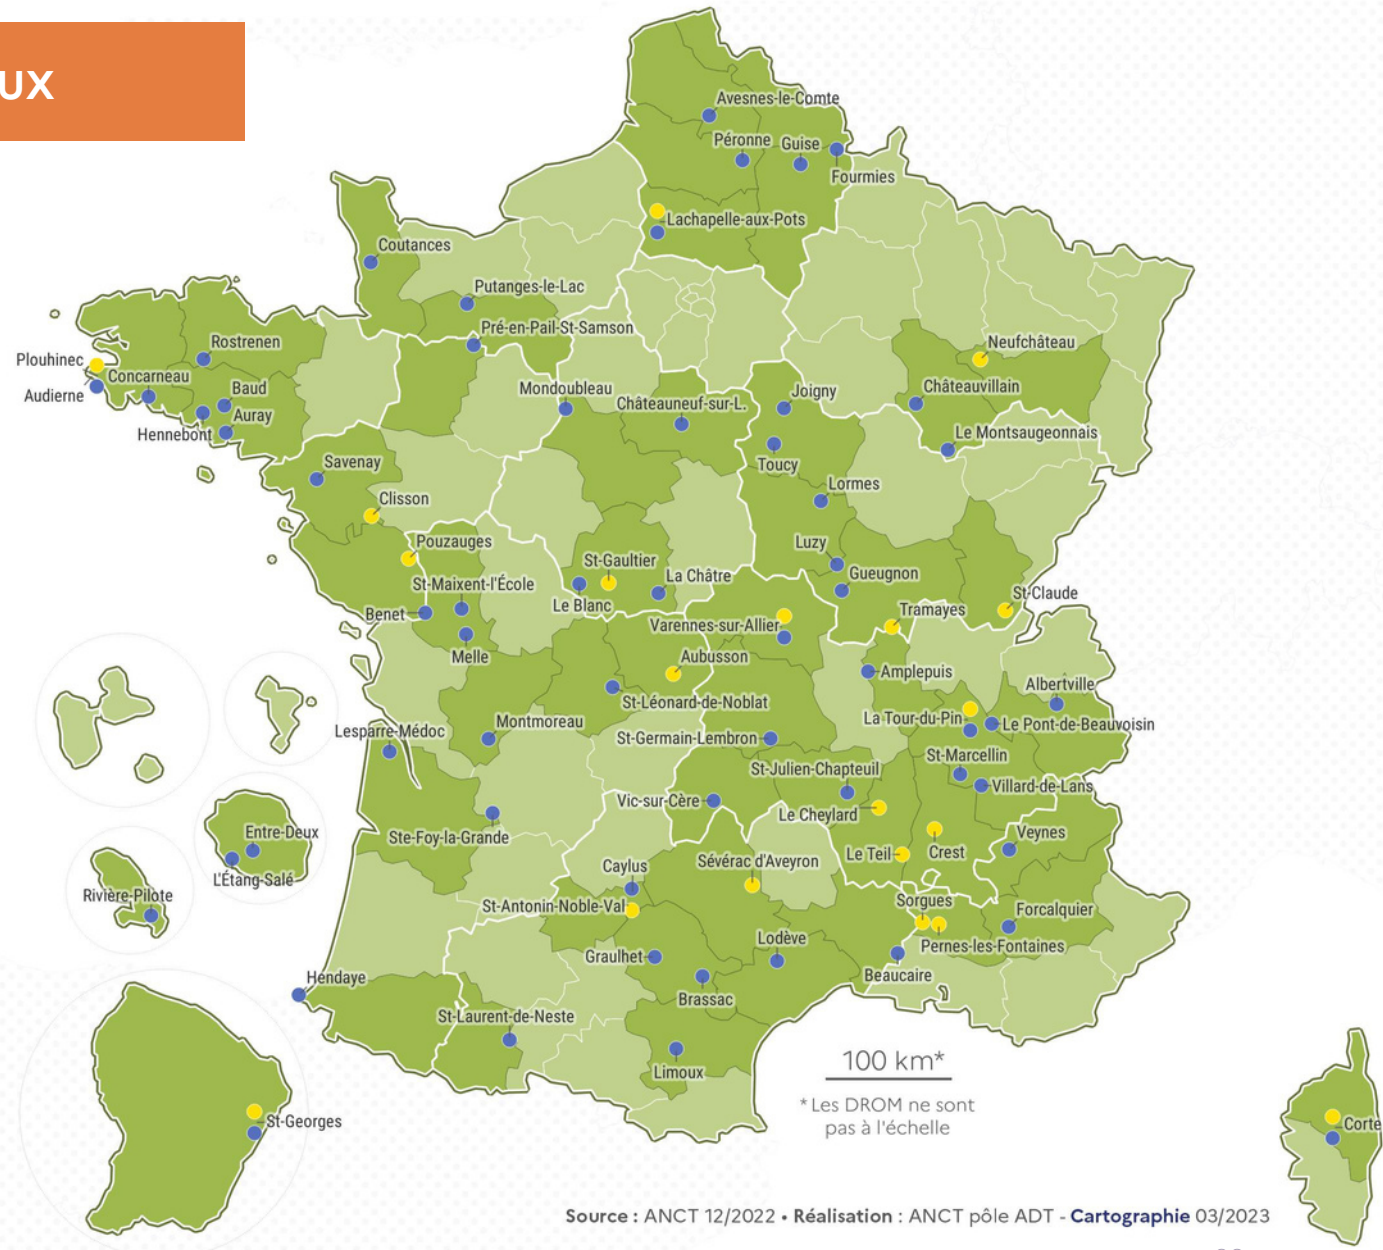 UX
Avesnes-le-Comte
Péronne
Guise
Fourmies
Lachapelle-aux-Pots
Coutances
Putanges-le-Lac
Pré-en-Pail-St-Samson
Rostrenen
Neufchâteau
Plouhinec
Concarneau
Audierne
Baud
Auray
Hennebont
Mondoubleau
Châteauneuf-sur-L.
Joigny
Châteauvillain
Toucy
Le Montsaugeonnais
Savenay
Lormes
Clisson
Pouzauges
St-Maixent-l'École
St-Gaultier
La Châtre
Luzy
Gueugnon
Benet
Le Blanc
St-Claude
Tramayes
Varennes-sur-Allier
Melle
Aubusson
Amplepuis
St-Léonard-de-Noblat
Albertville
La Tour-du-Pin
Le Pont-de-Beauvoisin
Lesparre-Médoc
Montmoreau
St-Germain-Lembron
St-Marcellin
St-Julien-Chapteuil
Villard-de-Lans
Vic-sur-Cère
Le Cheylard
Entre-Deux
Ste-Foy-la-Grande
Veynes
Sévérac d'Aveyron
Le Teil
Crest
Caylus
L'Étang-Salé
Rivière-Pilote
St-Antonin-Noble-Val
Sorgues
Forcalquier
Lodève
Pernes-les-Fontaines
Graulhet
Beaucaire
Hendaye
Brassac
St-Laurent-de-Neste
Limoux
100 km*
* Les DROM ne sont
pas à l'échelle
St-Georges
Corte
Source : ANCT 12/2022 • Réalisation : ANCT pôle ADT - Cartographie 03/2023